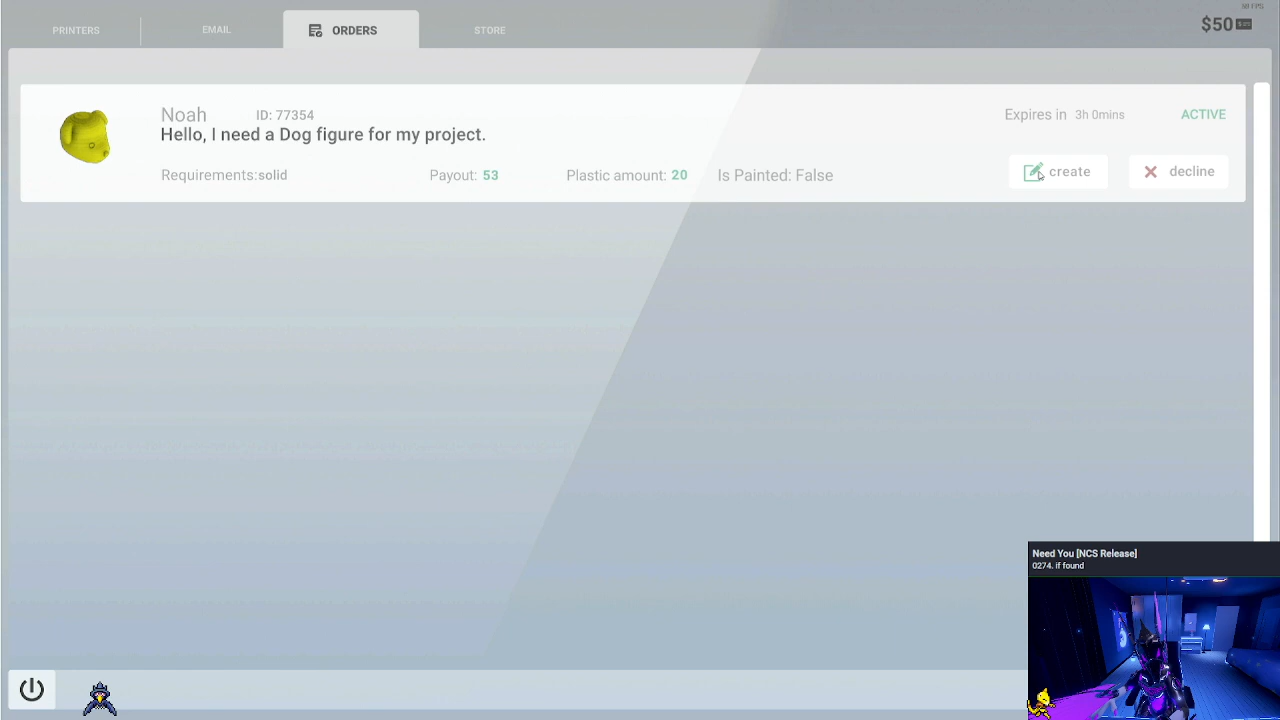 60 FPS
PRINTERS
EMAIL
ORDERS
STORE
$50
Noah ID: 77354
Expires in 3h 0mins
ACTIVE
Hello, I need a Dog figure for my project.
Requirements:solid
Payout: 53
Plastic amount: 20
Is Painted: False
create
decline
Need You [NCS Release]
0274. if found